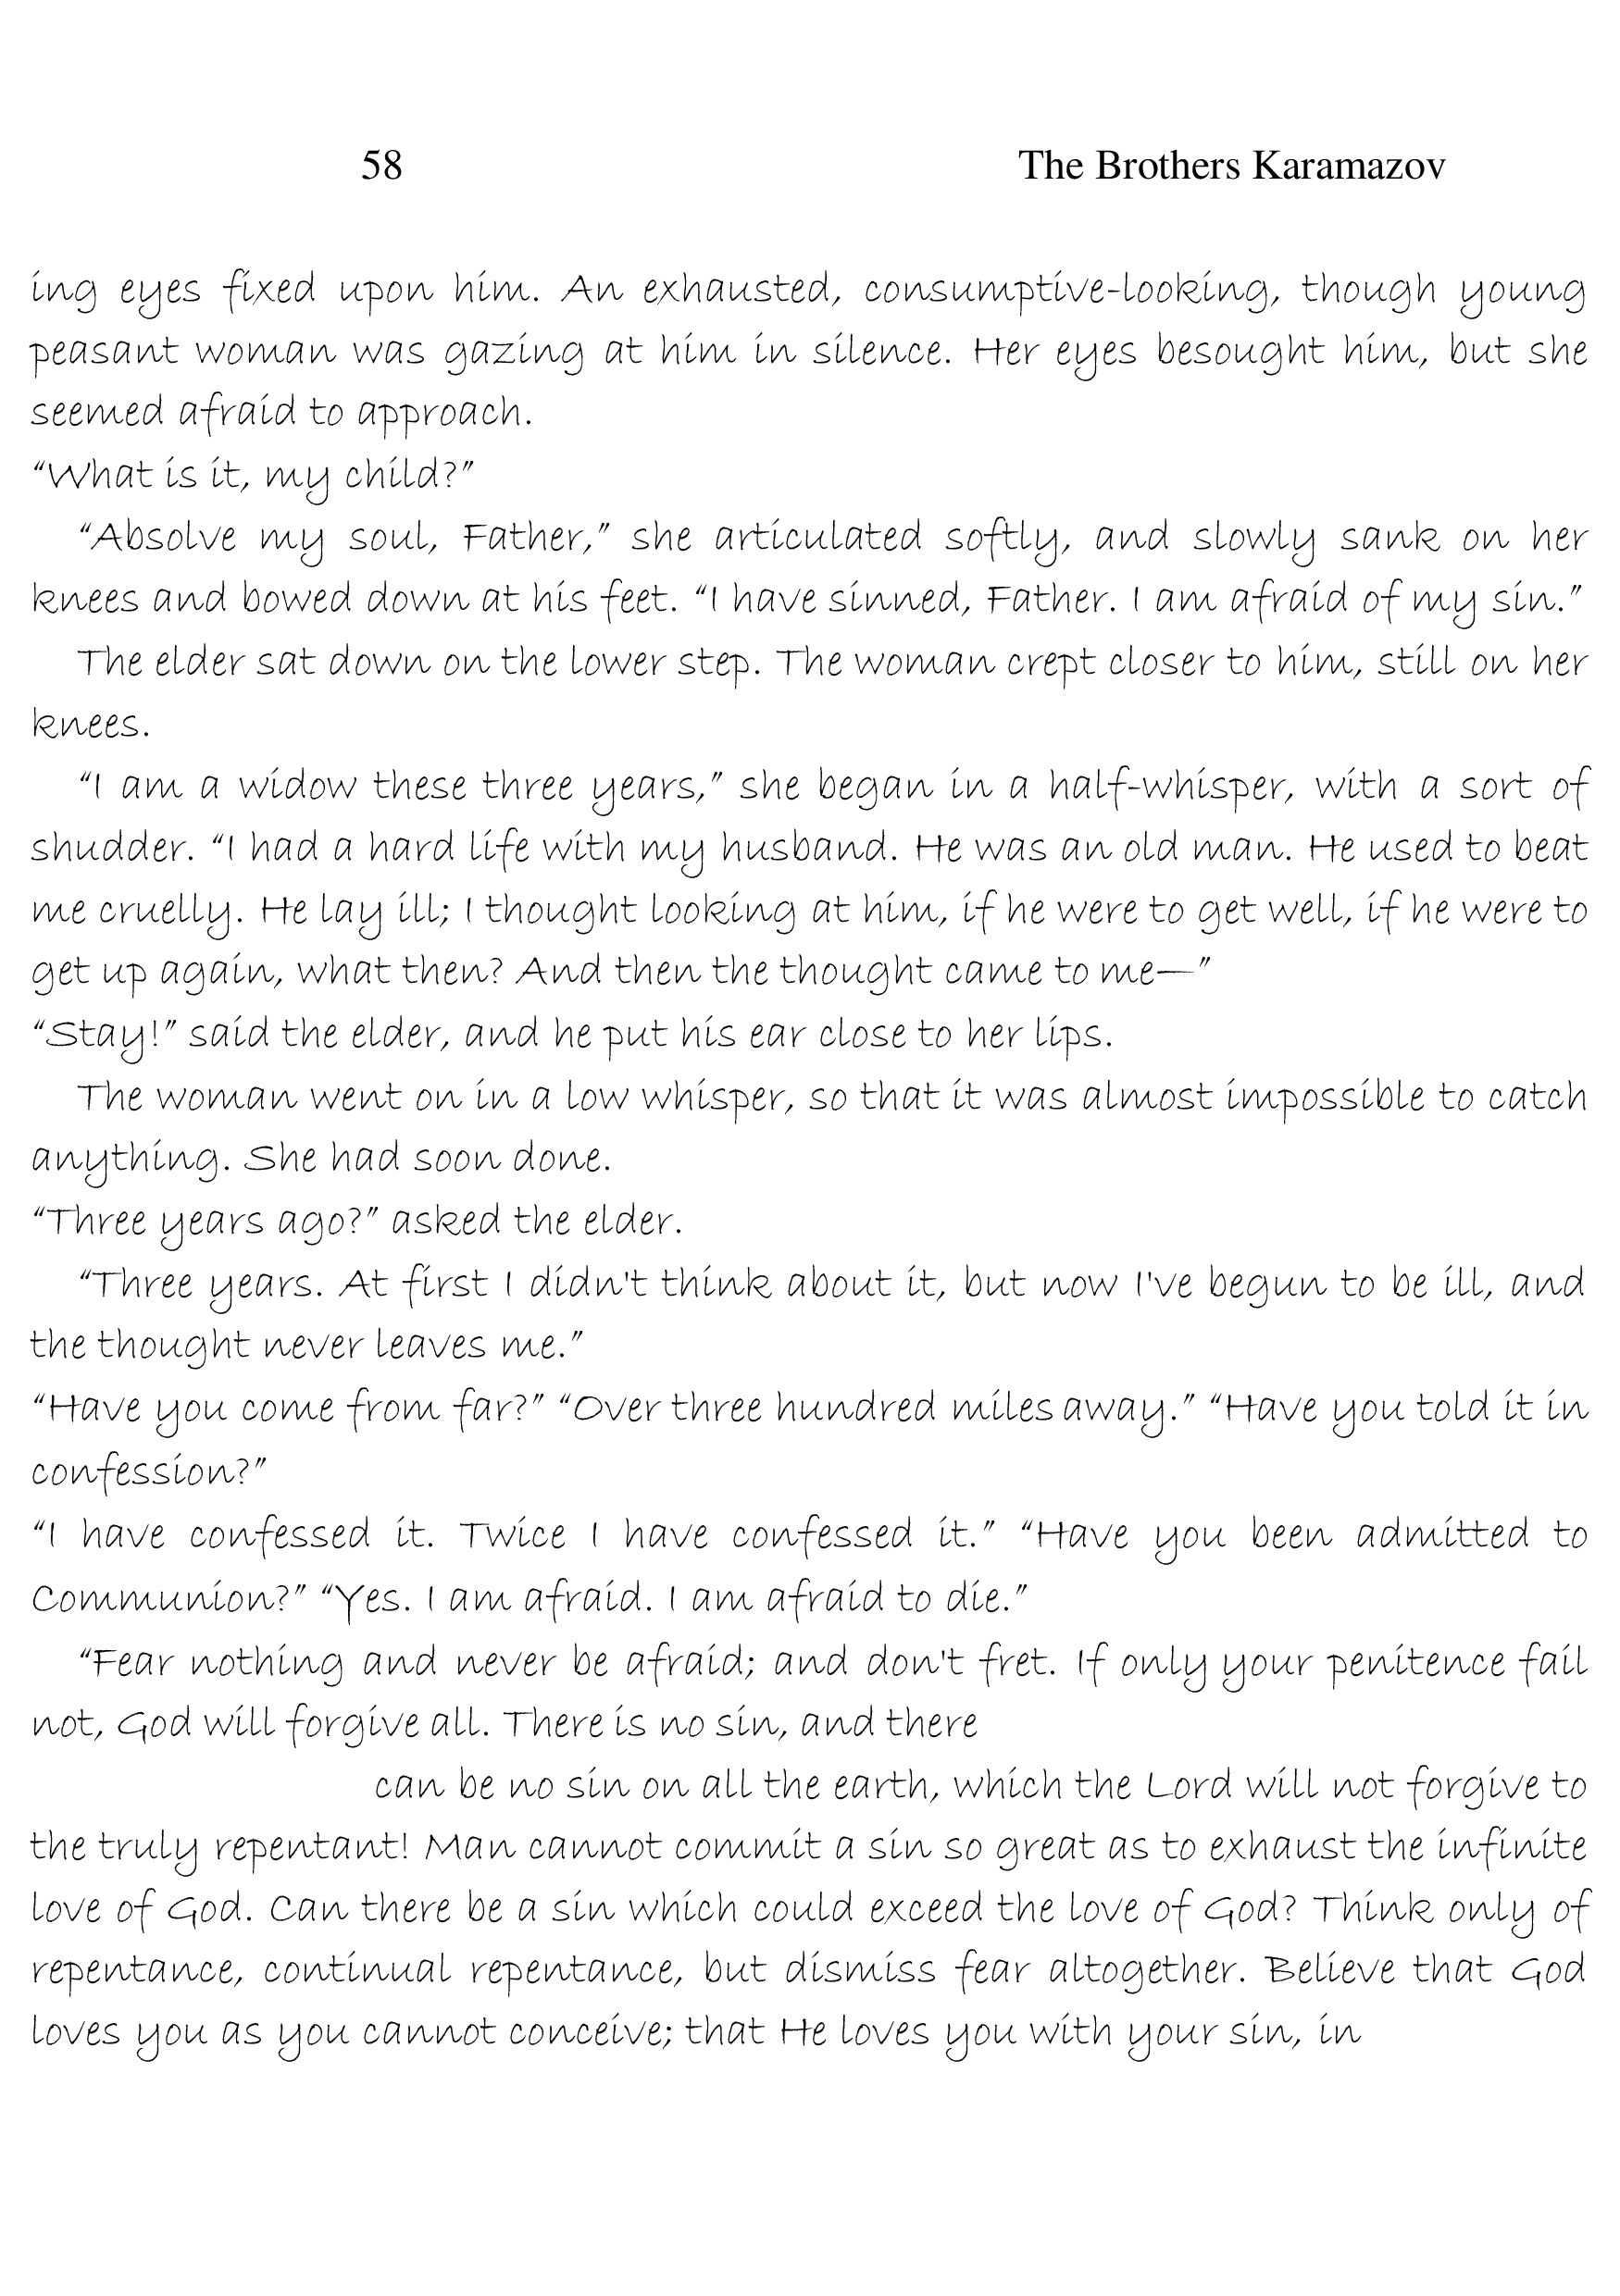 58 The Brothers Karamazov
ing eyes fixed upon him. An exhausted, consumptive-looking, though young
peasant woman was gazing at him in silence. Her eyes besought him, but she
seemed afraid to approach.
“What is it, my child?”
“Absolve my soul, Father,” she articulated softly, and slowly sank on her
knees and bowed down at his feet. “I have sinned, Father. I am afraid of my sin.”
The elder sat down on the lower step. The woman crept closer to him, still on her
knees.
“I am a widow these three years,” she began in a half-whisper, with a sort of
shudder. “I had a hard life with my husband. He was an old man. He used to beat
me cruelly. He lay ill; I thought looking at him, if he were to get well, if he were to
get up again, what then? And then the thought came to me—”
“Stay!” said the elder, and he put his ear close to her lips.
The woman went on in a low whisper, so that it was almost impossible to catch
anything. She had soon done.
“Three years ago?” asked the elder.
“Three years. At first I didn't think about it, but now I've begun to be ill, and
the thought never leaves me.”
“Have you come from far?” “Over three hundred miles away.” “Have you told it in
confession?”
“I have confessed it. Twice I have confessed it.” “Have you been admitted to
Communion?” “Yes. I am afraid. I am afraid to die.”
“Fear nothing and never be afraid; and don't fret. If only your penitence fail
not, God will forgive all. There is no sin, and there
can be no sin on all the earth, which the Lord will not forgive to
the truly repentant! Man cannot commit a sin so great as to exhaust the infinite
love of God. Can there be a sin which could exceed the love of God? Think only of
repentance, continual repentance, but dismiss fear altogether. Believe that God
loves you as you cannot conceive; that He loves you with your sin, in